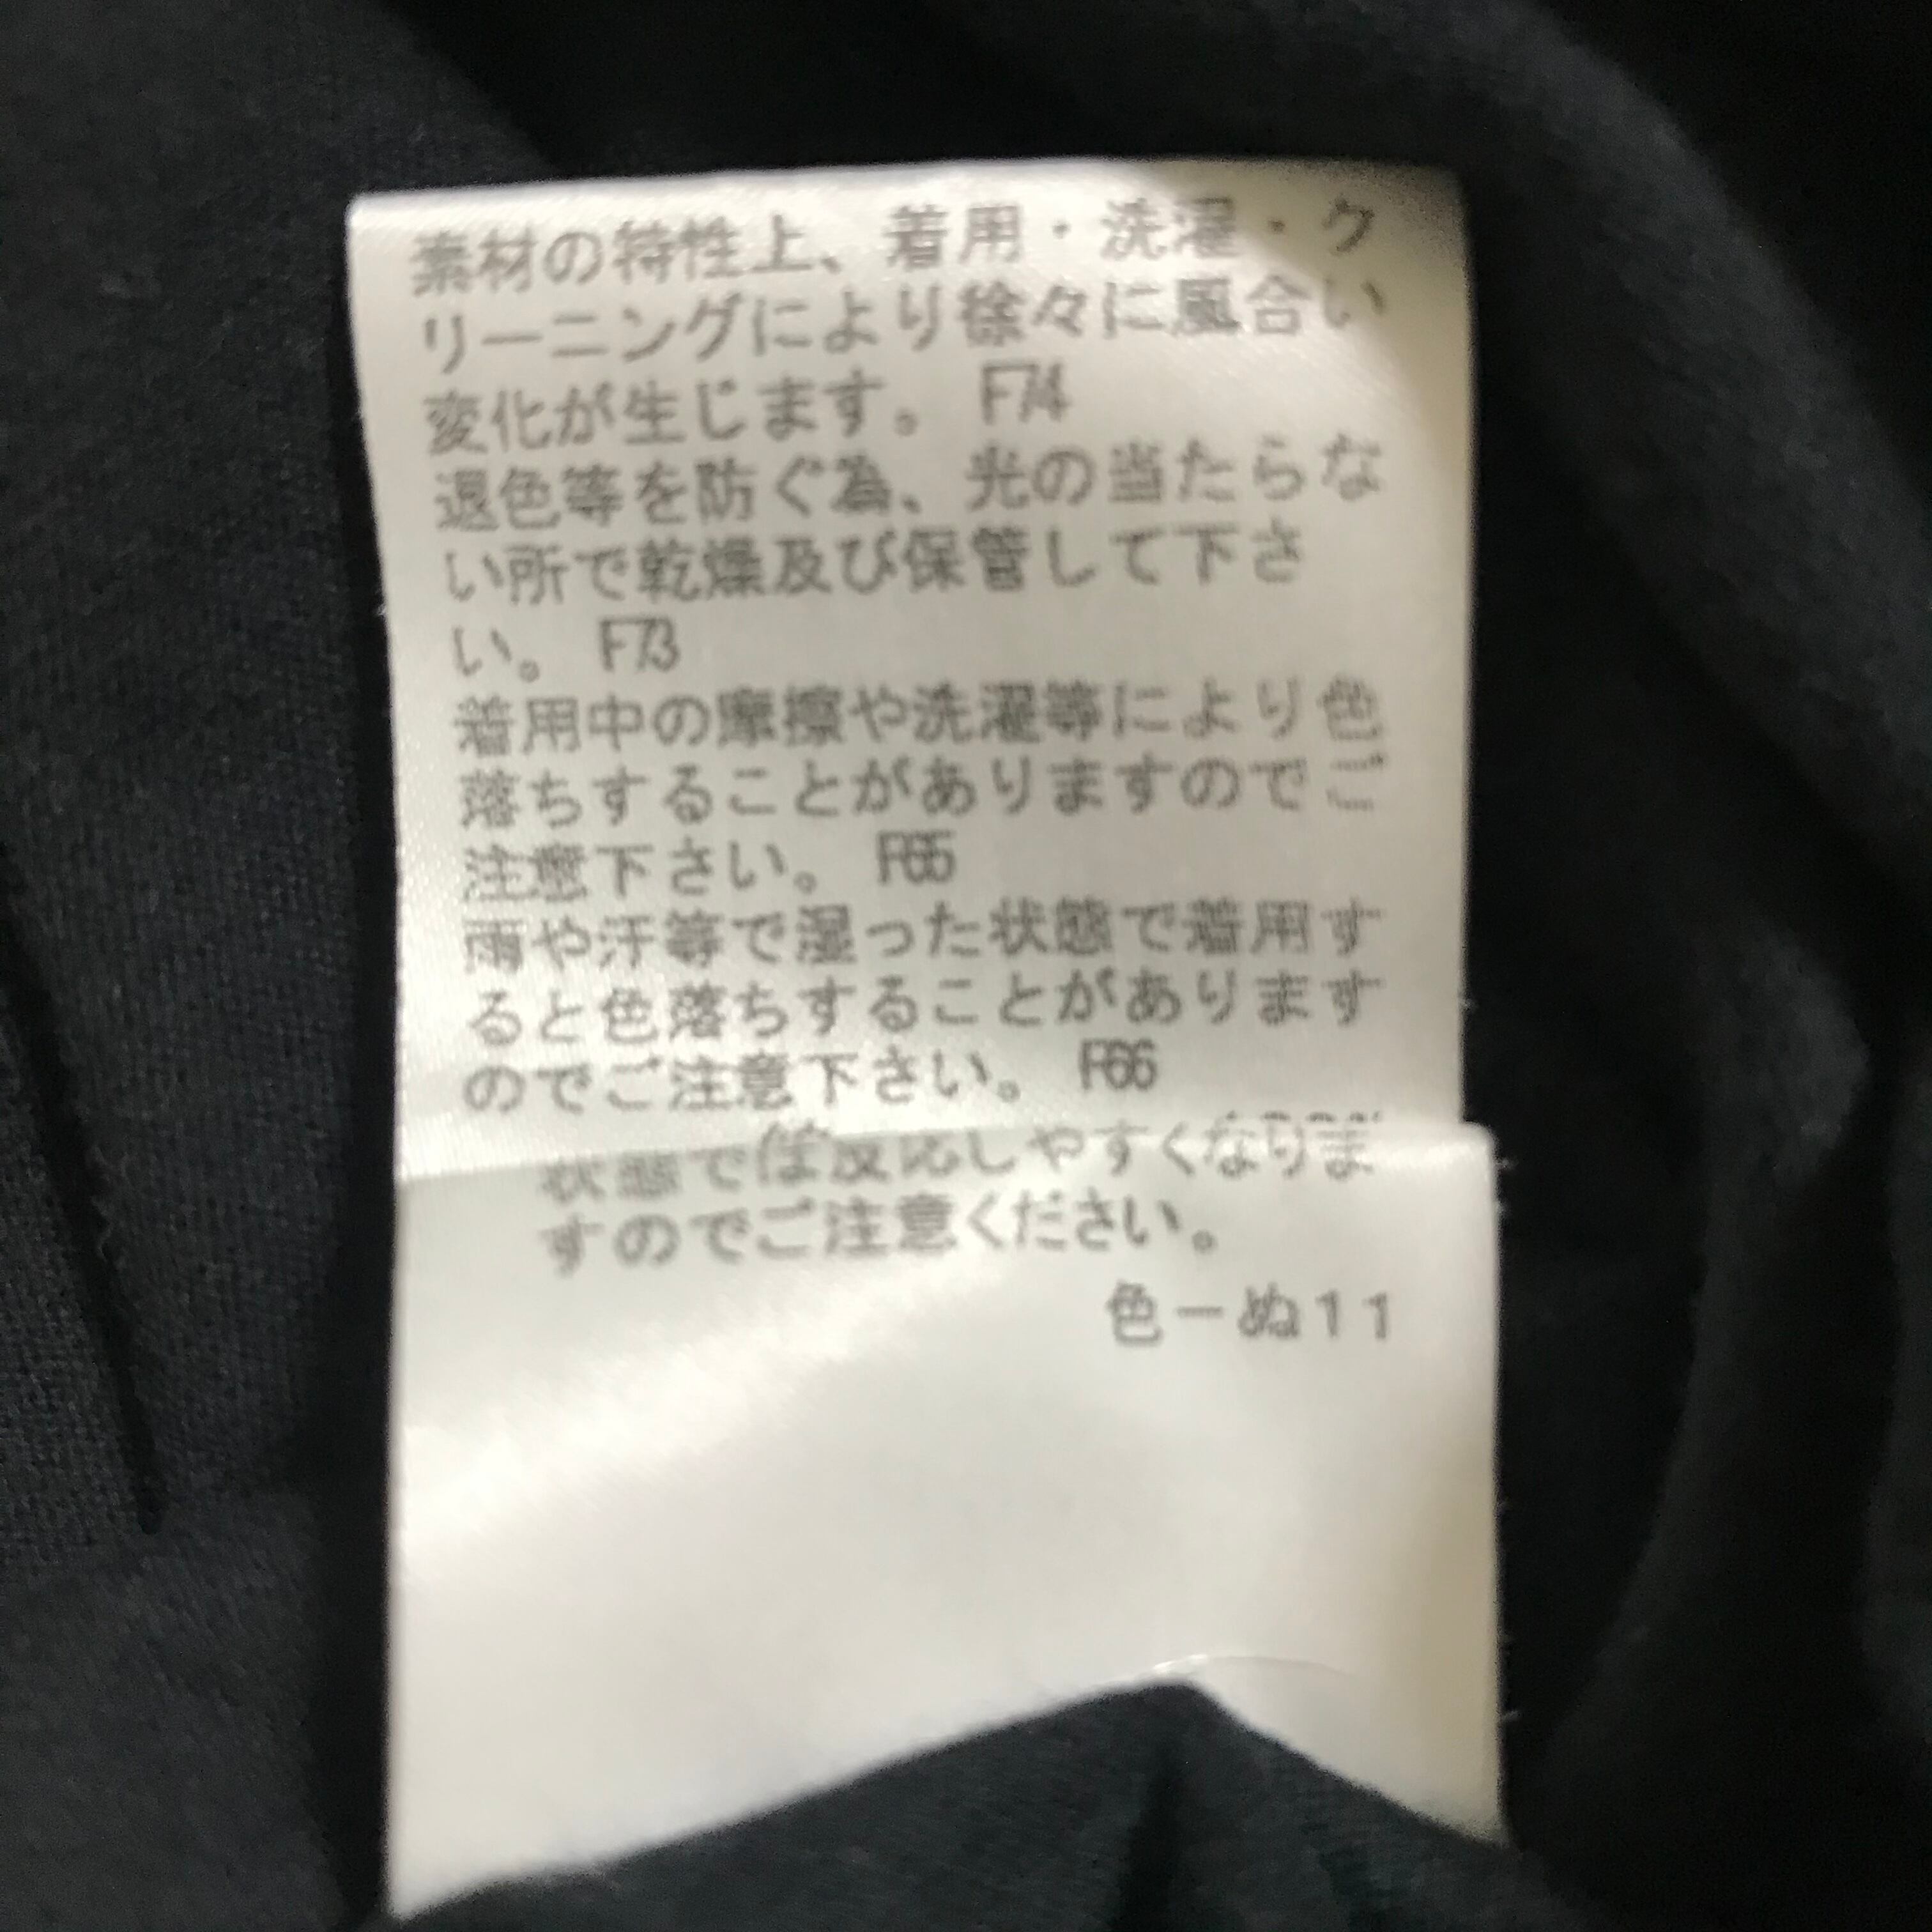 素材の特性上、着用・洗濯・ク
リーニングにより徐々に風合い
変化が生じます。 F74
退色等を防ぐ為、光の当たらな
い所で乾燥及び保管して下さ
い。 F73
着用中の摩擦や洗濯等により色
落ちすることがありますのでご
注意下さい。 F65
雨や汗等で湿った状態で着用す
ると色落ちすることがあります
のでご注意下さい。 F66
状態では反応しやすくなりま
すのでご注意ください。
色ーぬ11